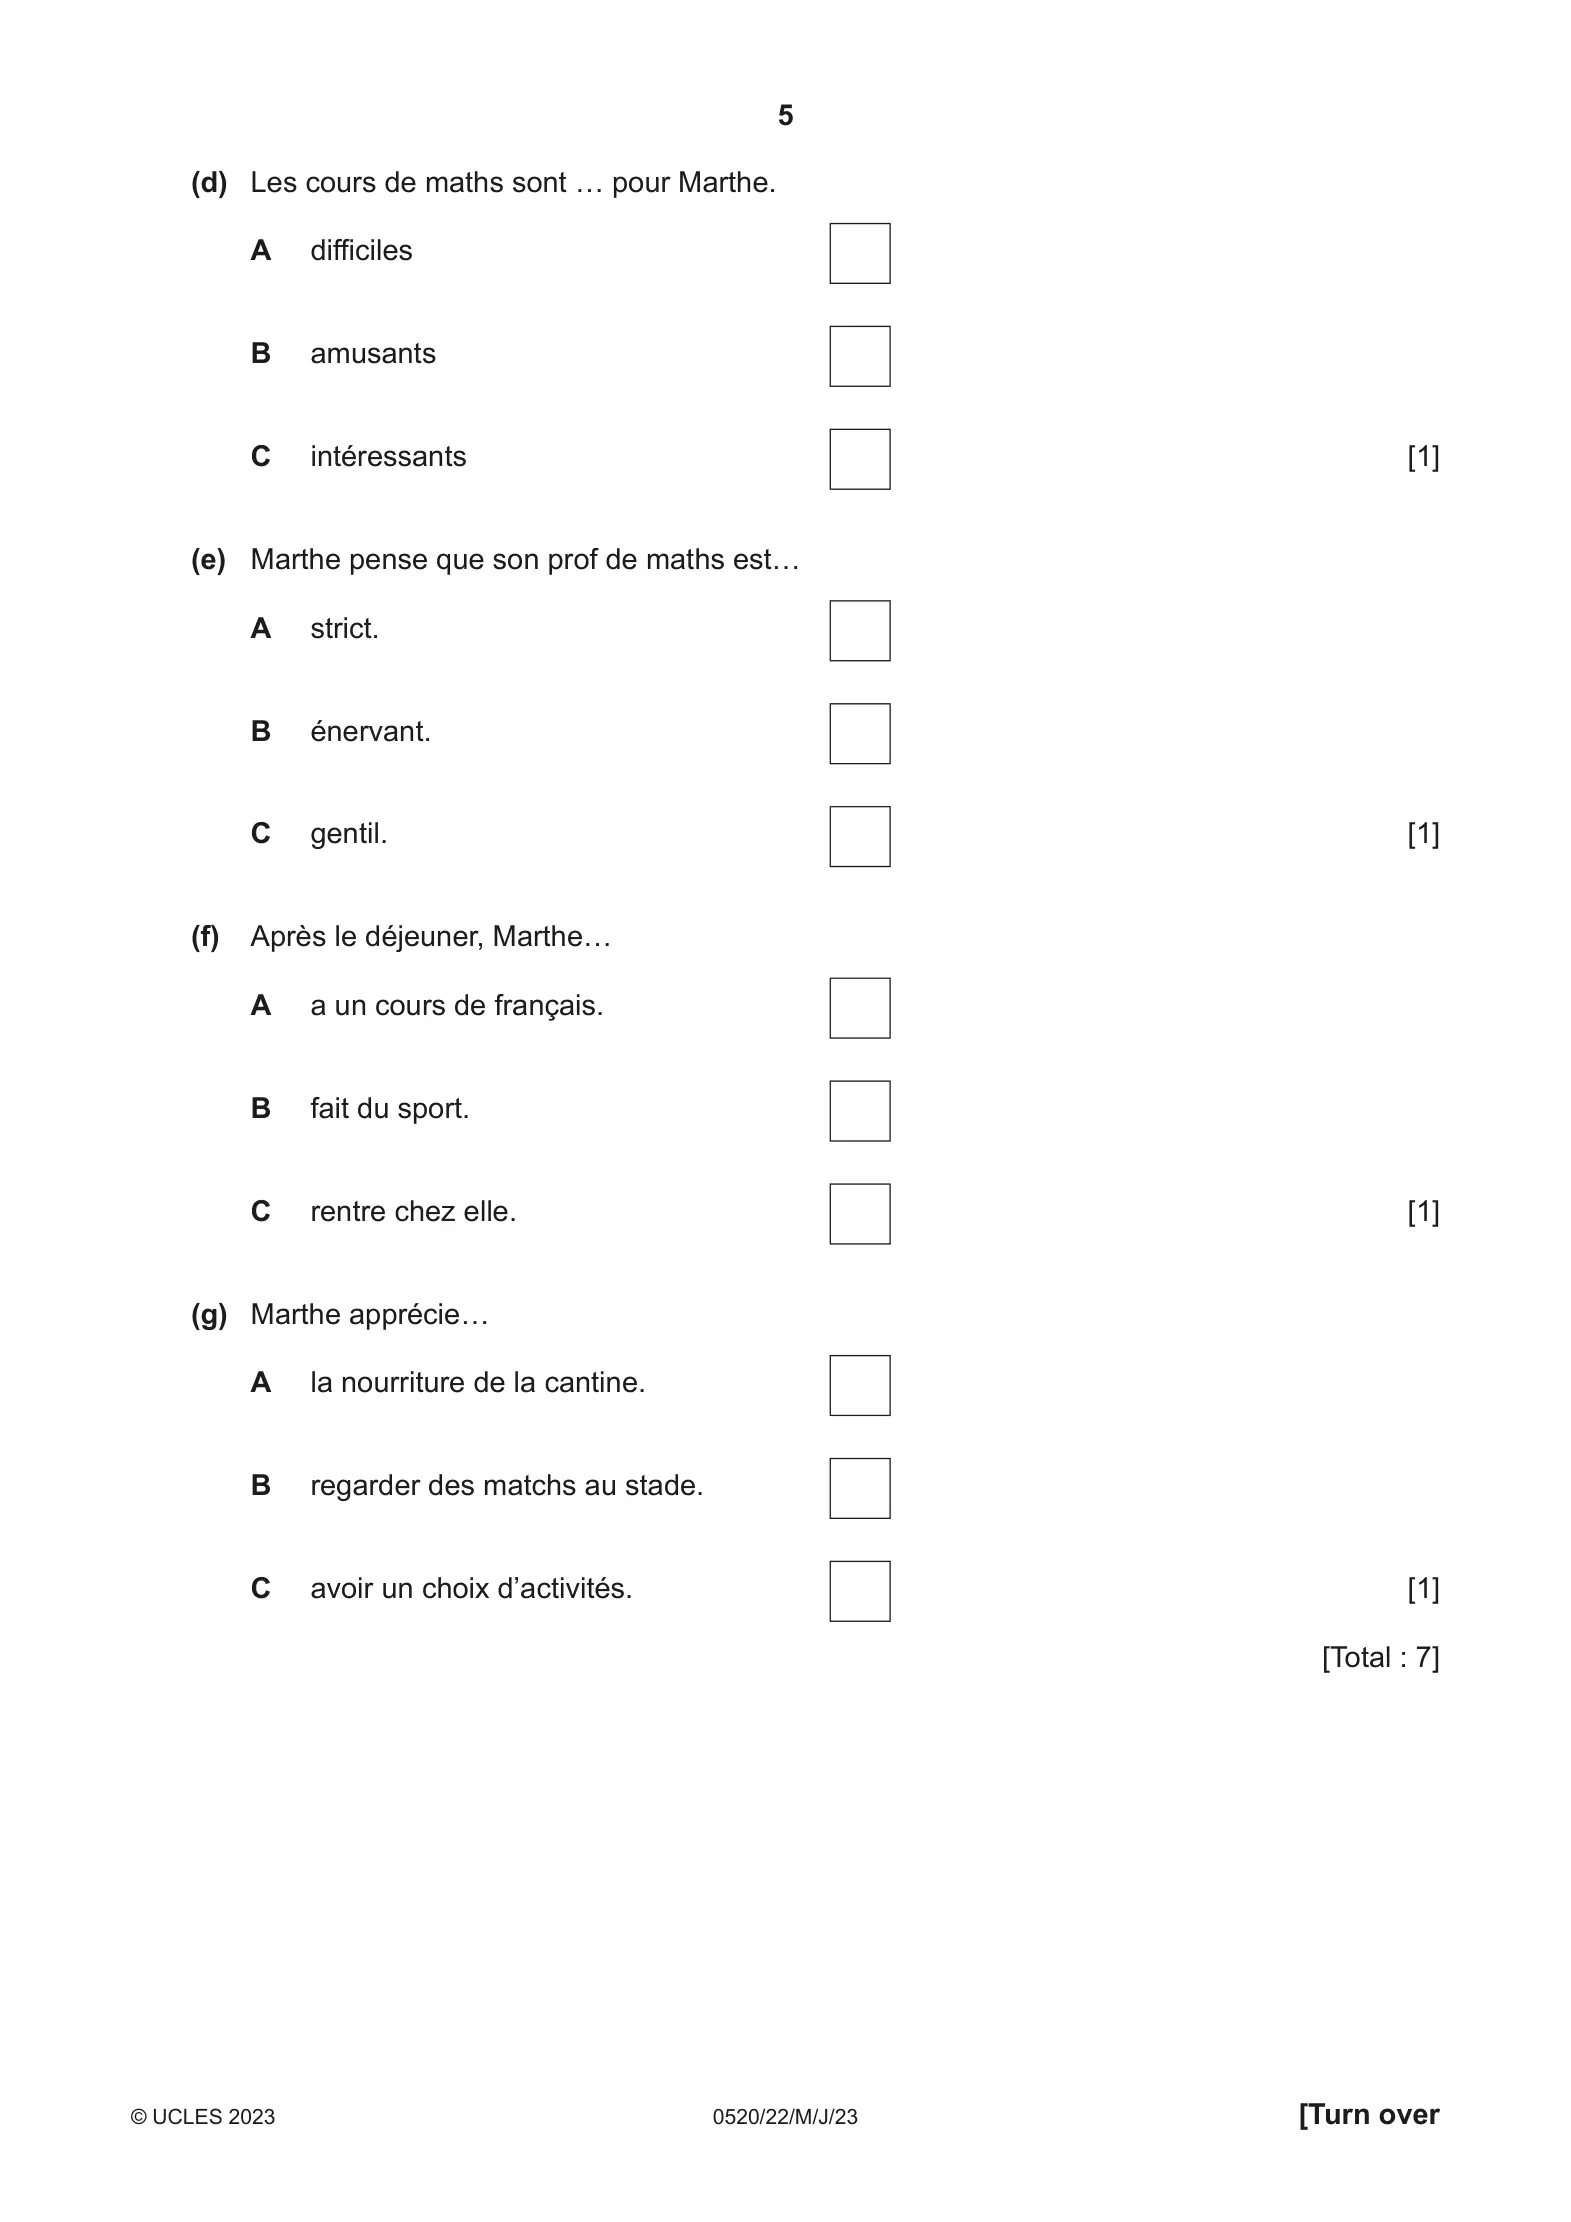 5
(d) Les cours de maths sont … pour Marthe.
A difficiles
B amusants
C intéressants [1]
(e) Marthe pense que son prof de maths est…
A strict.
B énervant.
C gentil. [1]
(f) Après le déjeuner, Marthe…
A a un cours de français.
B fait du sport.
C rentre chez elle. [1]
(g) Marthe apprécie…
A la nourriture de la cantine.
B regarder des matchs au stade.
C avoir un choix d’activités. [1]
[Total : 7]
© UCLES 2023 0520/22/M/J/23 [Turn over